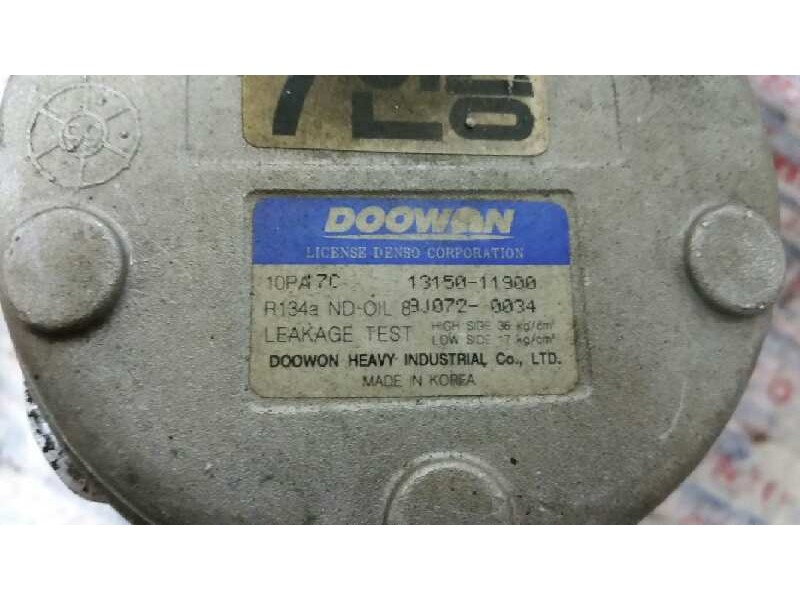 DOOWON
LICENSE DENSO CORPORATION
10PA17C 13150-11900
R134a ND-OIL 8 9J072-0034
LEAKAGE TEST HIGH SIDE 36 kg/cm²
LOW SIDE 17 kg/cm²
DOOWON HEAVY INDUSTRIAL Co., LTD.
MADE IN KOREA